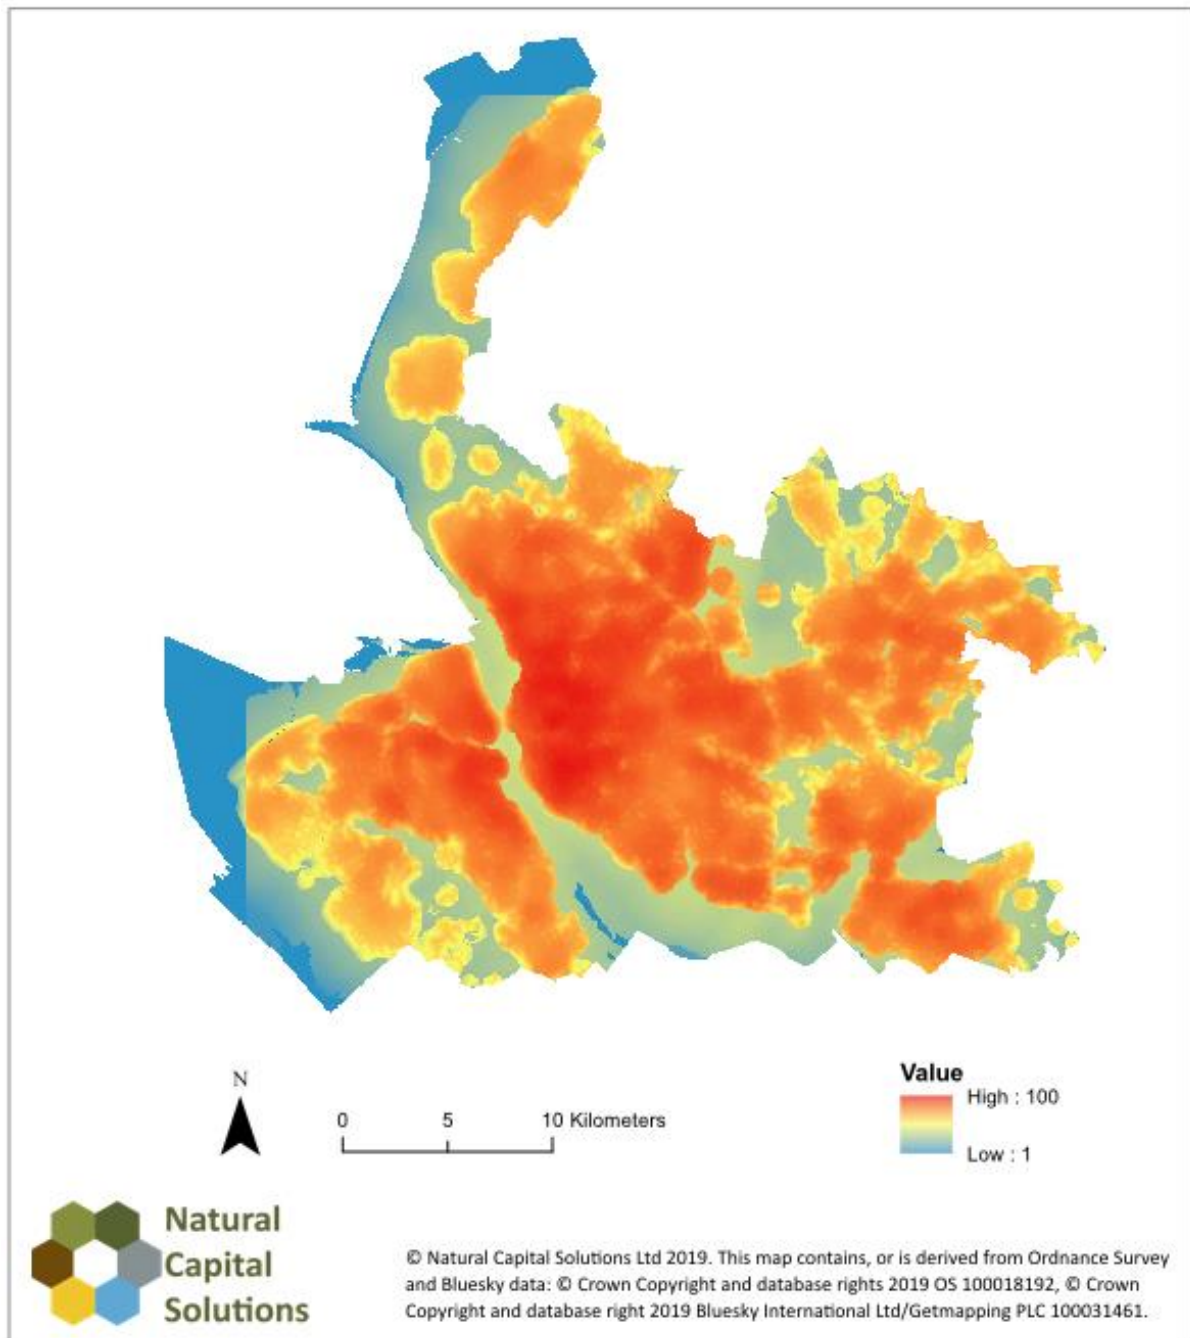 N
0 5 10 Kilometers
Value
High : 100
Low : 1
Natural
Capital
Solutions
© Natural Capital Solutions Ltd 2019. This map contains, or is derived from Ordnance Survey
and Bluesky data: © Crown Copyright and database rights 2019 OS 100018192, © Crown
Copyright and database right 2019 Bluesky International Ltd/Getmapping PLC 100031461.